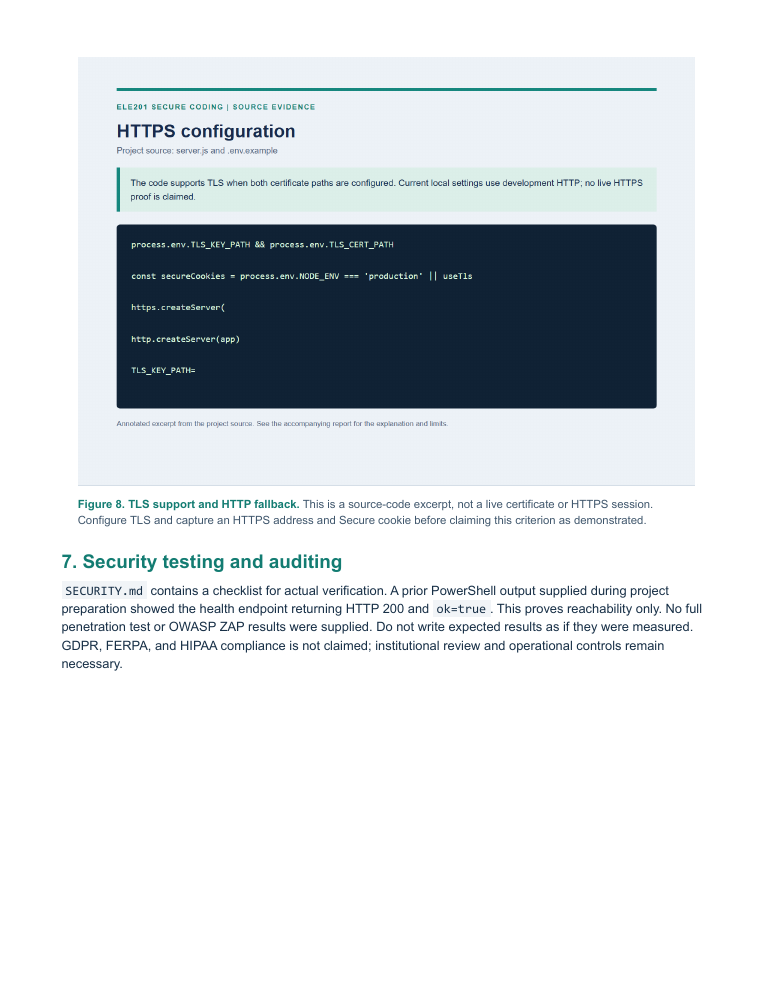 ELE201 SECURE CODING | SOURCE EVIDENCE
HTTPS configuration
Project source: server.js and .env.example
The code supports TLS when both certificate paths are configured. Current local settings use development HTTP; no live HTTPS
proof is claimed.
process.env.TLS_KEY_PATH && process.env.TLS_CERT_PATH
const secureCookies = process.env.NODE_ENV === 'production' || useTls
https.createServer(
http.createServer(app)
TLS_KEY_PATH=
Annotated excerpt from the project source. See the accompanying report for the explanation and limits.
Figure 8. TLS support and HTTP fallback. This is a source-code excerpt, not a live certificate or HTTPS session.
Configure TLS and capture an HTTPS address and Secure cookie before claiming this criterion as demonstrated.
7. Security testing and auditing
SECURITY.md contains a checklist for actual verification. A prior PowerShell output supplied during project
preparation showed the health endpoint returning HTTP 200 and ok=true. This proves reachability only. No full
penetration test or OWASP ZAP results were supplied. Do not write expected results as if they were measured.
GDPR, FERPA, and HIPAA compliance is not claimed; institutional review and operational controls remain
necessary.